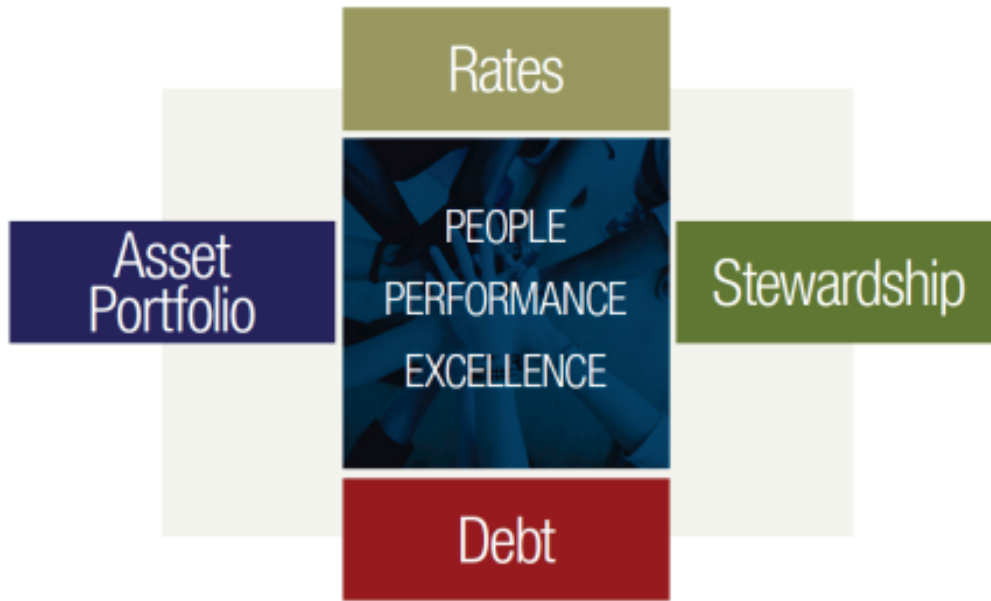 Rates
Asset
Portfolio
PEOPLE
PERFORMANCE
EXCELLENCE
Stewardship
Debt